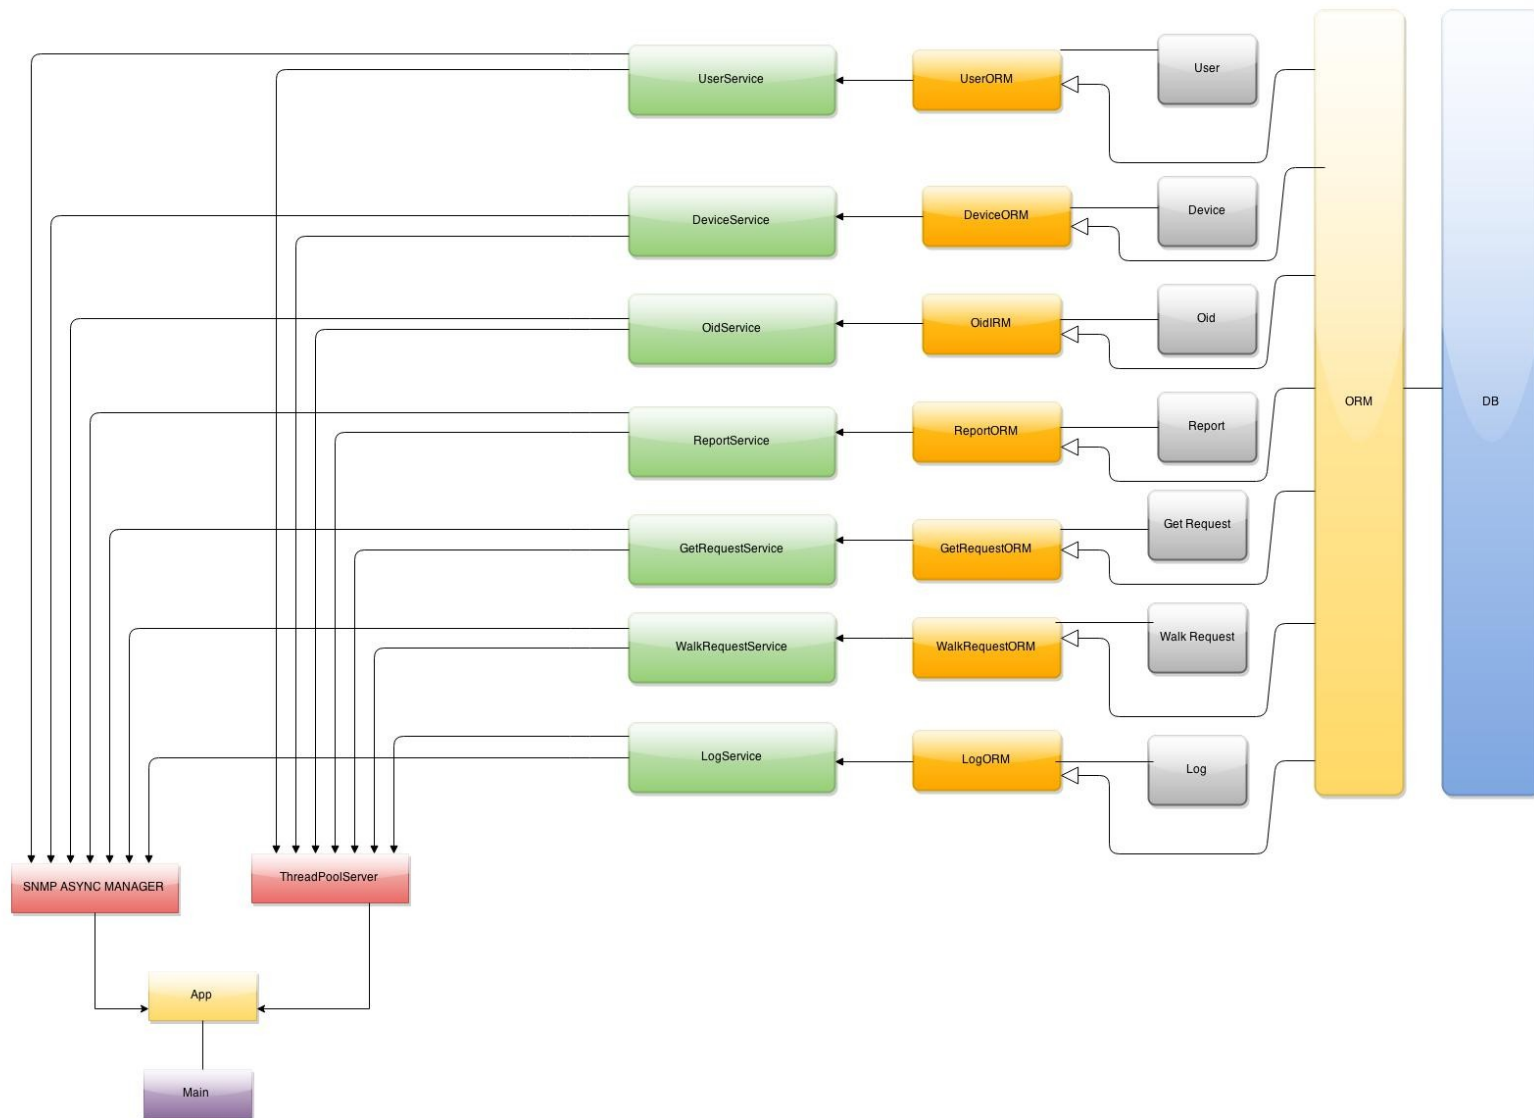 UserService
UserORM
User
DeviceService
DeviceORM
Device
OidService
OidIRM
Oid
ReportService
ReportORM
Report
ORM
DB
GetRequestService
GetRequestORM
Get Request
WalkRequestService
WalkRequestORM
Walk Request
LogService
LogORM
Log
SNMP ASYNC MANAGER
ThreadPoolServer
App
Main